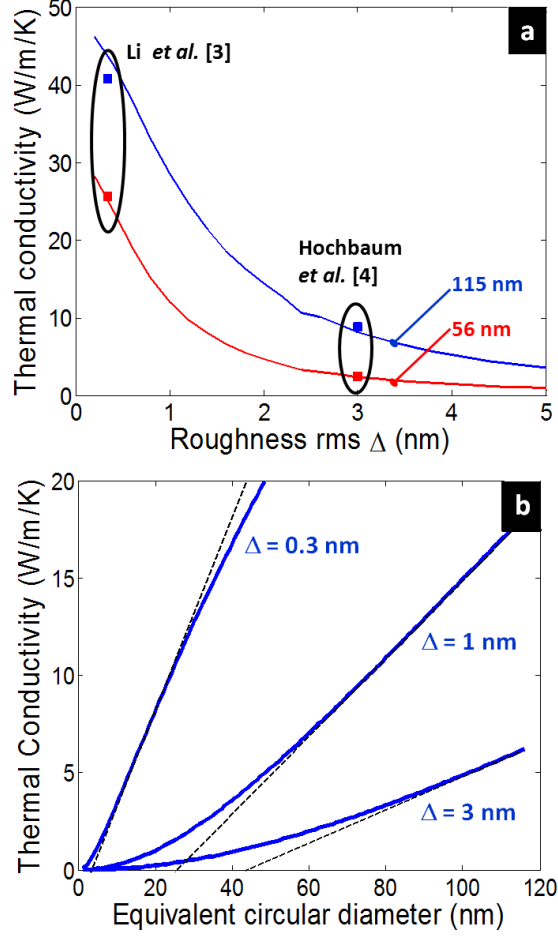 a
Thermal conductivity (W/m/K)
50
40
30
20
10
0
Li et al. [3]
Hochbaum
et al. [4]
115 nm
56 nm
0 1 2 3 4 5
Roughness rms Δ (nm)
b
Thermal Conductivity (W/m/K)
20
15
10
5
0
Δ = 0.3 nm
Δ = 1 nm
Δ = 3 nm
0 20 40 60 80 100 120
Equivalent circular diameter (nm)